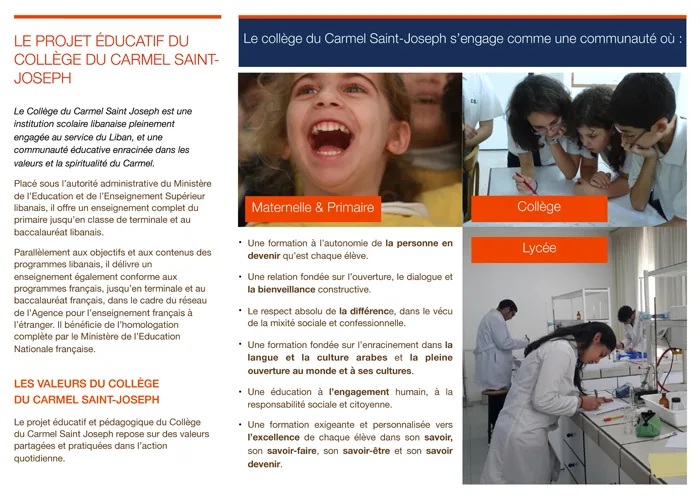 LE PROJET ÉDUCATIF DU
COLLÈGE DU CARMEL SAINT-
JOSEPH
Le Collège du Carmel Saint Joseph est une
institution scolaire libanaise pleinement
engagée au service du Liban, et une
communauté éducative enracinée dans les
valeurs et la spiritualité du Carmel.
Placé sous l'autorité administrative du Ministère
de l'Education et de l'Enseignement Supérieur
libanais, il offre un enseignement complet du
primaire jusqu'en classe de terminale et au
baccalauréat libanais.
Parallèlement aux objectifs et aux contenus des
programmes libanais, il délivre un
enseignement également conforme aux
programmes français, jusqu'en terminale et au
baccalauréat français, dans le cadre du réseau
de l'Agence pour l'enseignement français à
l'étranger. Il bénéficie de l'homologation
complète par le Ministère de l'Education
Nationale française.
LES VALEURS DU COLLÈGE
DU CARMEL SAINT-JOSEPH
Le projet éducatif et pédagogique du Collège
du Carmel Saint Joseph repose sur des valeurs
partagées et pratiquées dans l'action
quotidienne.
Le collège du Carmel Saint-Joseph s'engage comme une communauté où :
Maternelle & Primaire
Collège
Lycée
• Une formation à l'autonomie de la personne en
devenir qu'est chaque élève.
• Une relation fondée sur l'ouverture, le dialogue et
la bienveillance constructive.
• Le respect absolu de la différence, dans le vécu
de la mixité sociale et confessionnelle.
• Une formation fondée sur l'enracinement dans la
langue et la culture arabes et la pleine
ouverture au monde et à ses cultures.
• Une éducation à l'engagement humain, à la
responsabilité sociale et citoyenne.
• Une formation exigeante et personnalisée vers
l'excellence de chaque élève dans son savoir,
son savoir-faire, son savoir-être et son savoir
devenir.